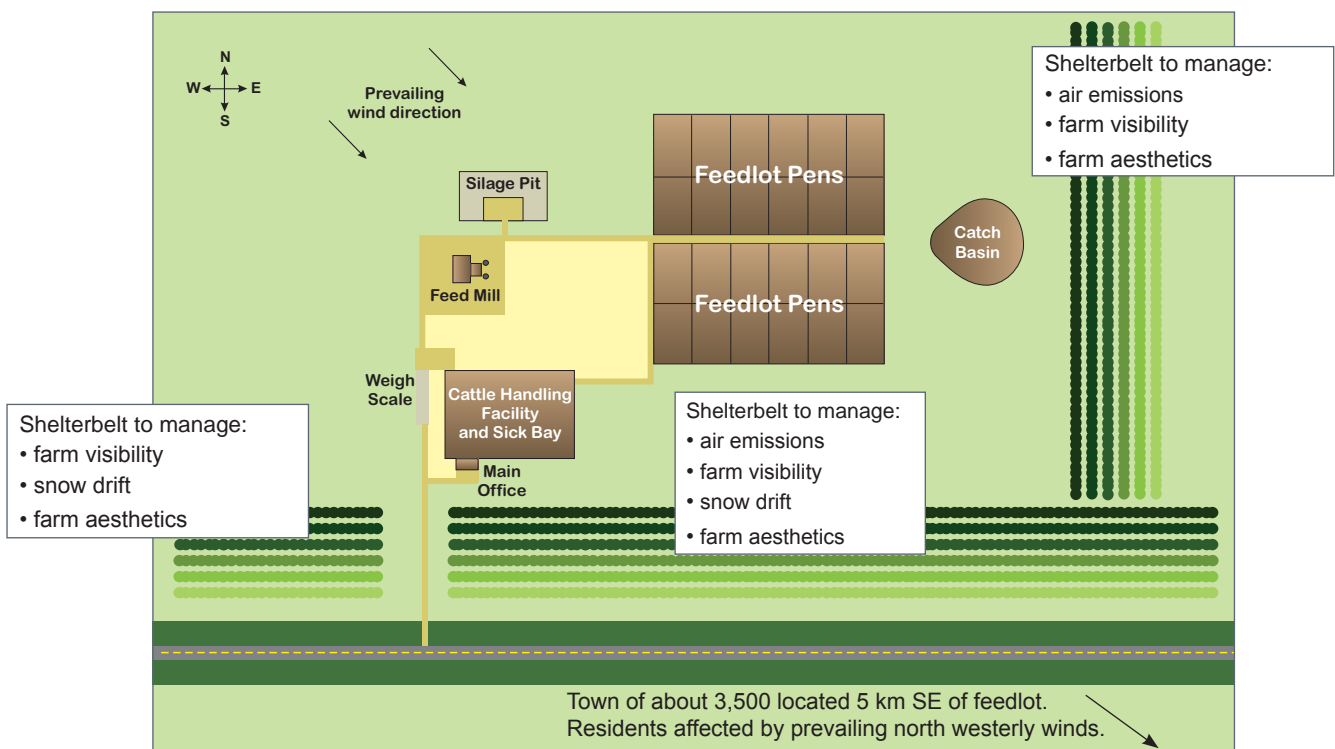 N
W E
S
Prevailing
wind direction
Shelterbelt to manage:
• air emissions
• farm visibility
• farm aesthetics
Silage Pit
Feedlot Pens
Catch
Basin
Feed Mill
Feedlot Pens
Weigh
Scale
Cattle Handling
Facility
and Sick Bay
Main
Office
Shelterbelt to manage:
• farm visibility
• snow drift
• farm aesthetics
Shelterbelt to manage:
• air emissions
• farm visibility
• snow drift
• farm aesthetics
Town of about 3,500 located 5 km SE of feedlot.
Residents affected by prevailing north westerly winds.